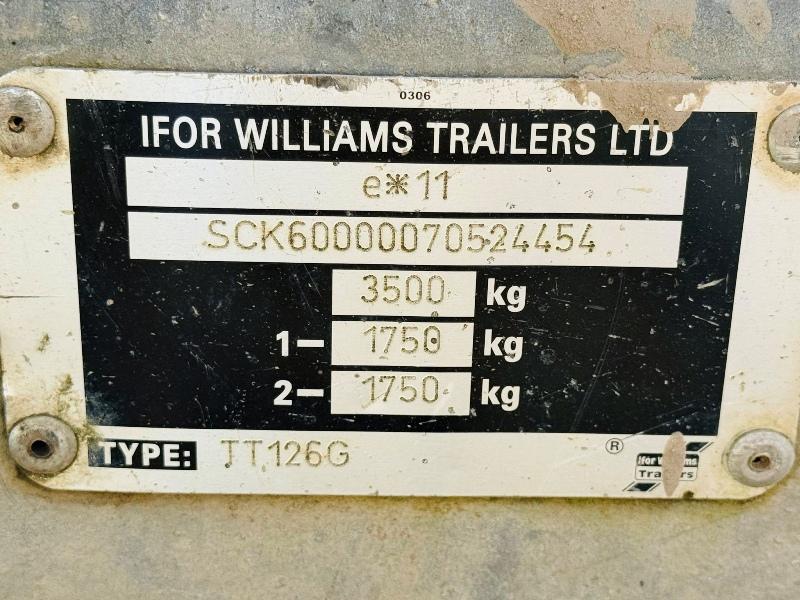 0306
IFOR WILLIAMS TRAILERS LTD
e*11
SCK60000070524454
3500 kg
1- 1750 kg
2- 1750 kg
TYPE: TT126G
®
Ifor Williams
Trailers